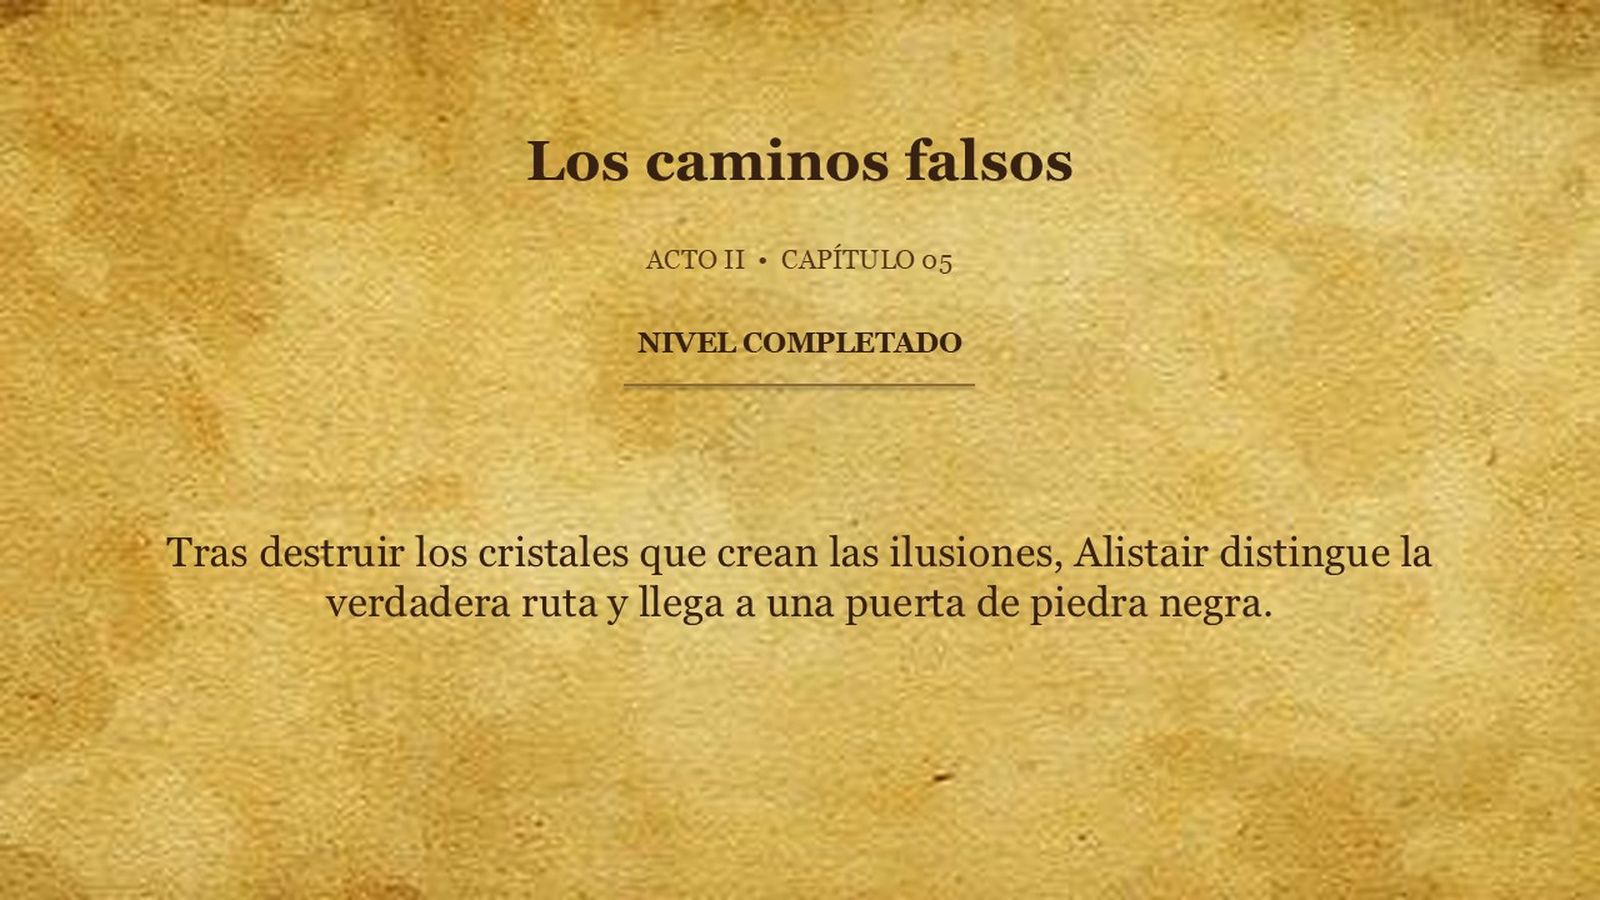 Los caminos falsos
ACTO II • CAPÍTULO 05
NIVEL COMPLETADO
Tras destruir los cristales que crean las ilusiones, Alistair distingue la
verdadera ruta y llega a una puerta de piedra negra.